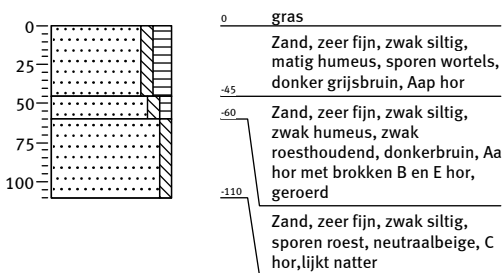 0
25
50
75
100
0
gras
Zand, zeer fijn, zwak siltig,
matig humeus, sporen wortels,
donker grijsbruin, Aap hor
-45
Zand, zeer fijn, zwak siltig,
zwak humeus, zwak
roesthoudend, donkerbruin, Aa
hor met brokken B en E hor,
geroerd
-60
Zand, zeer fijn, zwak siltig,
sporen roest, neutraalbeige, C
hor,lijkt natter
-110